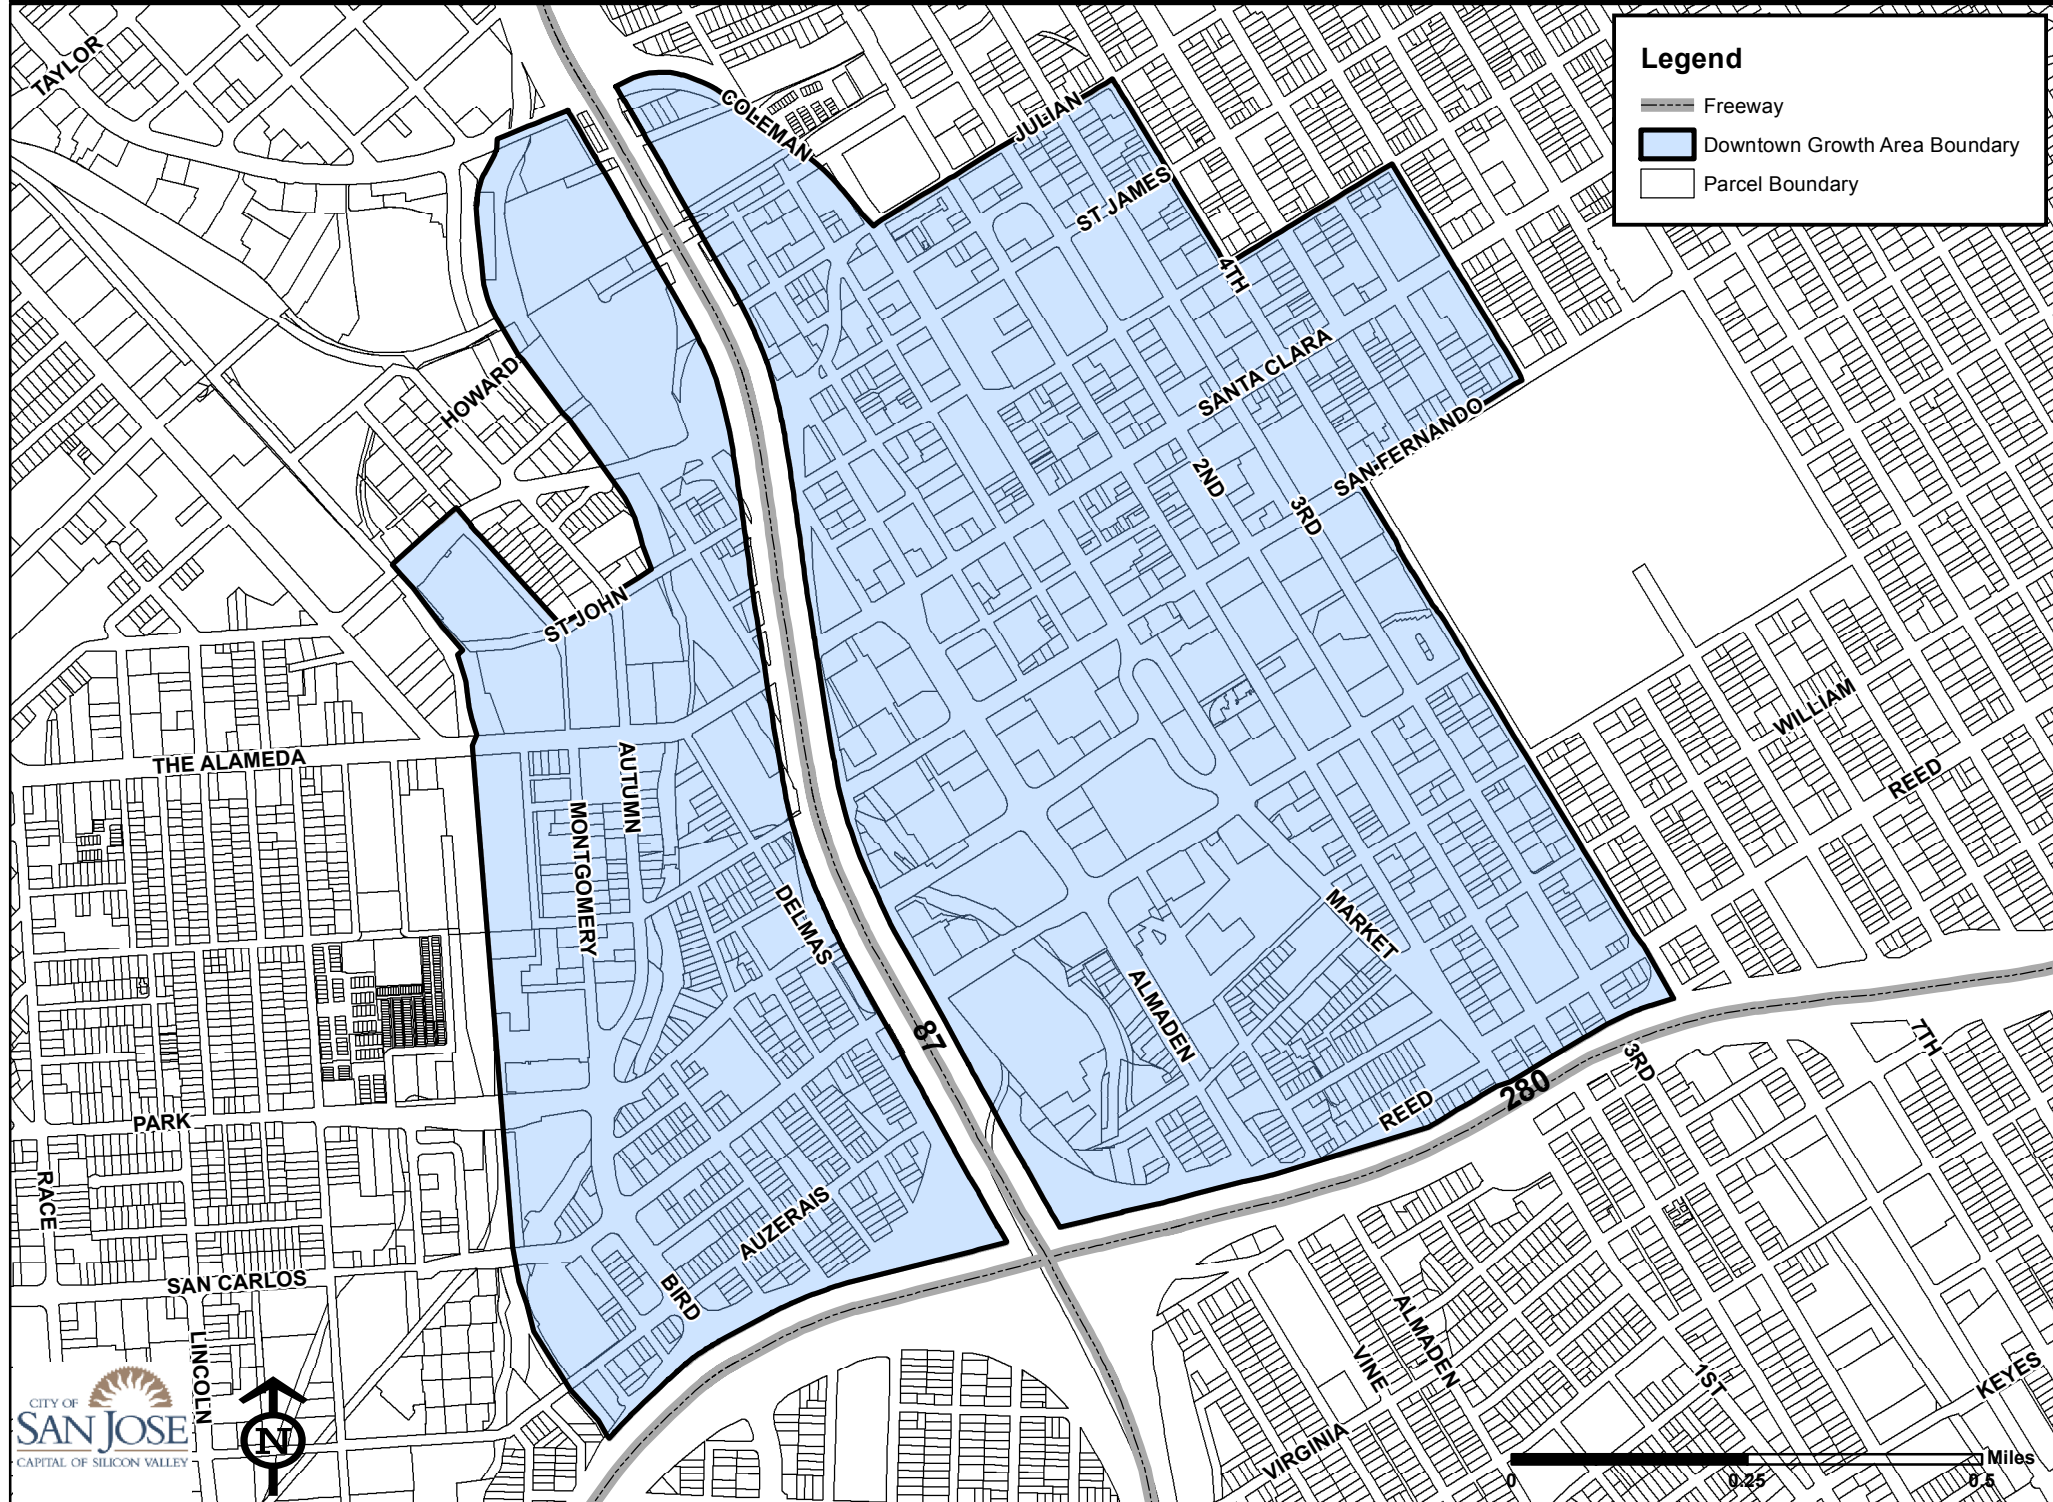 Legend
Freeway
Downtown Growth Area Boundary
Parcel Boundary
TAYLOR
COLEMAN
JULIAN
ST JAMES
4TH
HOWARD
SANTA CLARA
SAN FERNANDO
2ND
3RD
ST JOHN
WILLIAM
REED
THE ALAMEDA
AUTUMN
MONTGOMERY
DELMAS
MARKET
ALMADEN
87
280
REED
3RD
7TH
PARK
RACE
AUZERAIS
SAN CARLOS
BIRD
LINCOLN
ALMADEN
VINE
1ST
KEYES
VIRGINIA
CITY OF
SAN JOSE
CAPITAL OF SILICON VALLEY
N
Miles
0 0.25 0.5